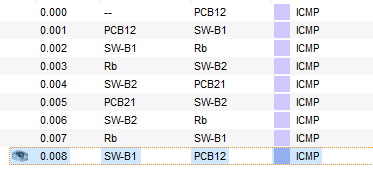 0.000 -- PCB12 ICMP
0.001 PCB12 SW-B1 ICMP
0.002 SW-B1 Rb ICMP
0.003 Rb SW-B2 ICMP
0.004 SW-B2 PCB21 ICMP
0.005 PCB21 SW-B2 ICMP
0.006 SW-B2 Rb ICMP
0.007 Rb SW-B1 ICMP
0.008 SW-B1 PCB12 ICMP